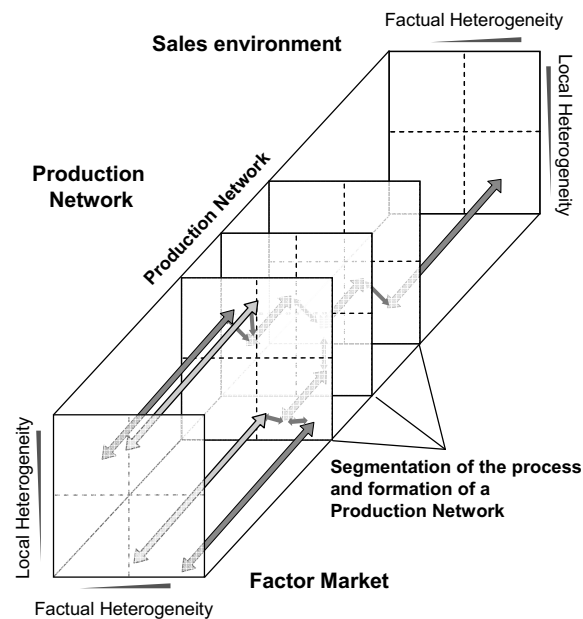 Factual Heterogeneity
Sales environment
Local Heterogeneity
Production
Network
Production Network
Segmentation of the process
and formation of a
Production Network
Local Heterogeneity
Factor Market
Factual Heterogeneity